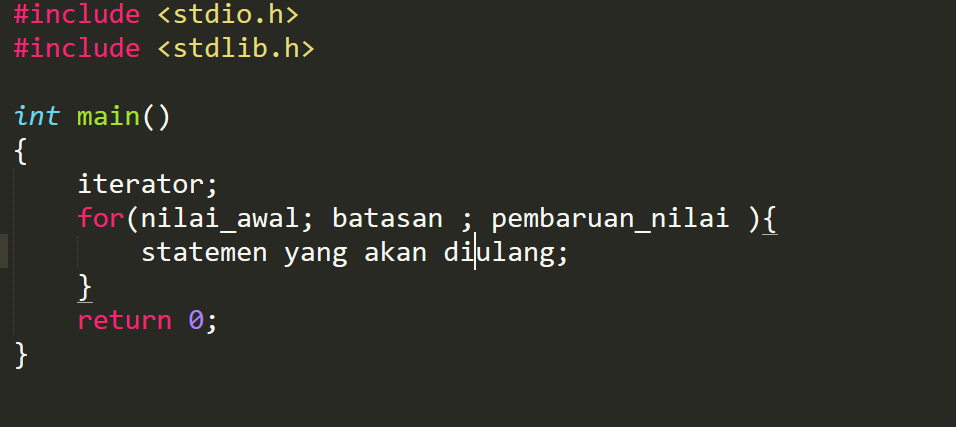 #include <stdio.h>
#include <stdlib.h>
int main()
{
iterator;
for(nilai_awal; batasan ; pembaruan_nilai ){
statemen yang akan diulang;
}
return 0;
}